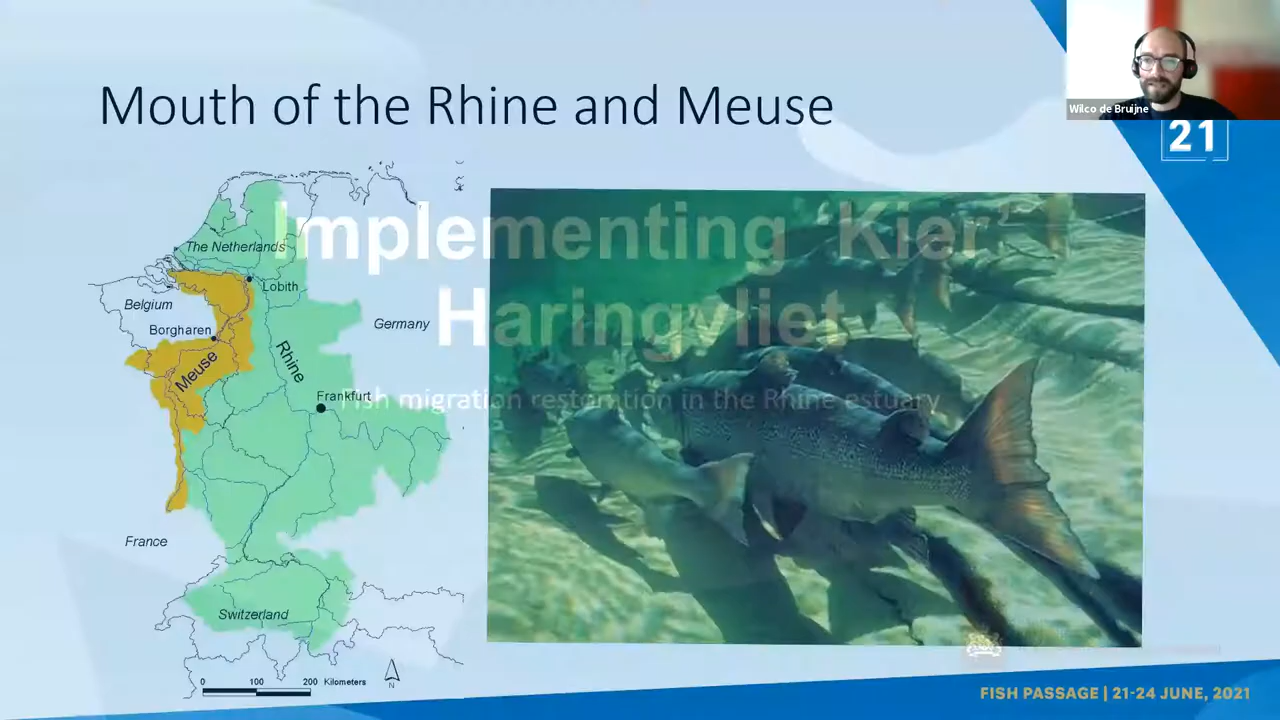 Mouth of the Rhine and Meuse
Wilco de Bruijne
21
Implementing 'Kier'
Haringvliet
Fish migration restoration in the Rhine estuary
The Netherlands
Lobith
Belgium
Borgharen
Germany
Meuse
Rhine
Frankfurt
France
Switzerland
0 100 200 Kilometers
N
FISH PASSAGE | 21-24 JUNE, 2021